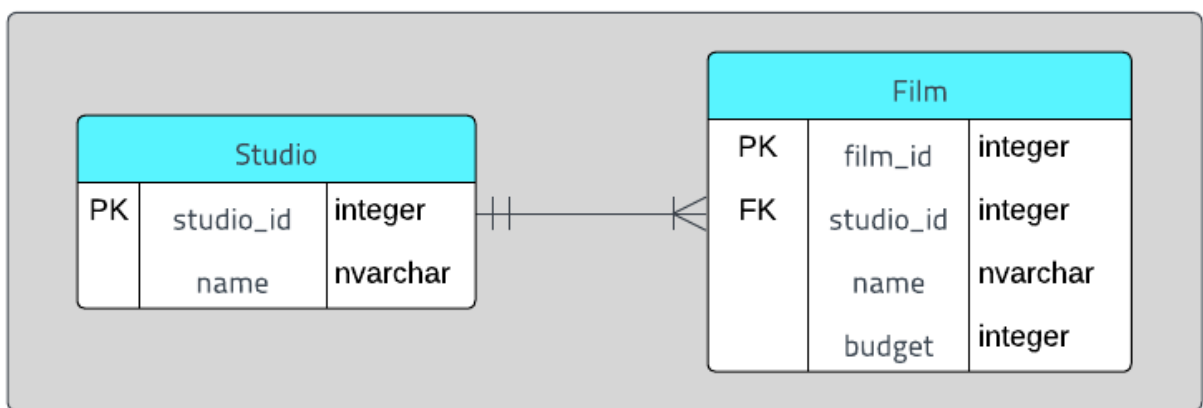 Studio
PK studio_id integer
name nvarchar
Film
PK film_id integer
FK studio_id integer
name nvarchar
budget integer